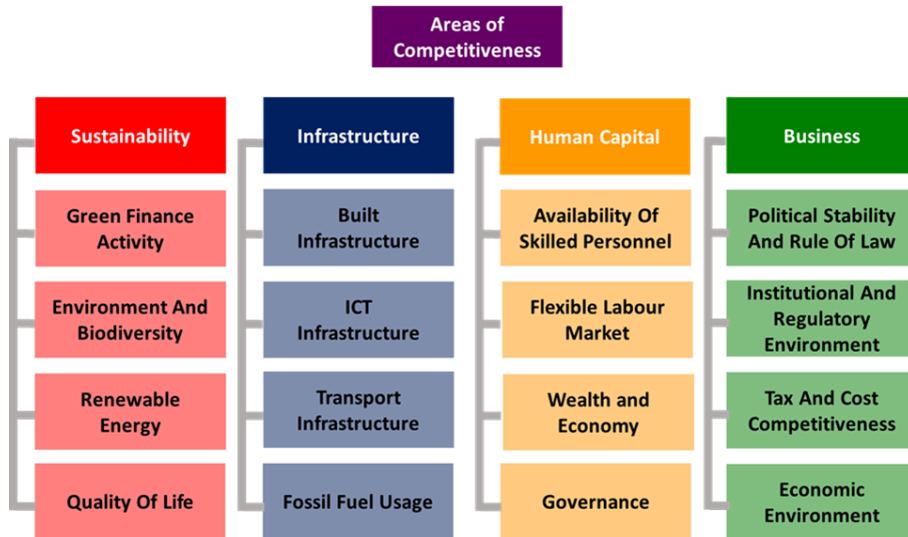 Areas of
Competitiveness
Sustainability
Green Finance
Activity
Environment And
Biodiversity
Renewable
Energy
Quality Of Life
Infrastructure
Built
Infrastructure
ICT
Infrastructure
Transport
Infrastructure
Fossil Fuel Usage
Human Capital
Availability Of
Skilled Personnel
Flexible Labour
Market
Wealth and
Economy
Governance
Business
Political Stability
And Rule Of Law
Institutional And
Regulatory
Environment
Tax And Cost
Competitiveness
Economic
Environment